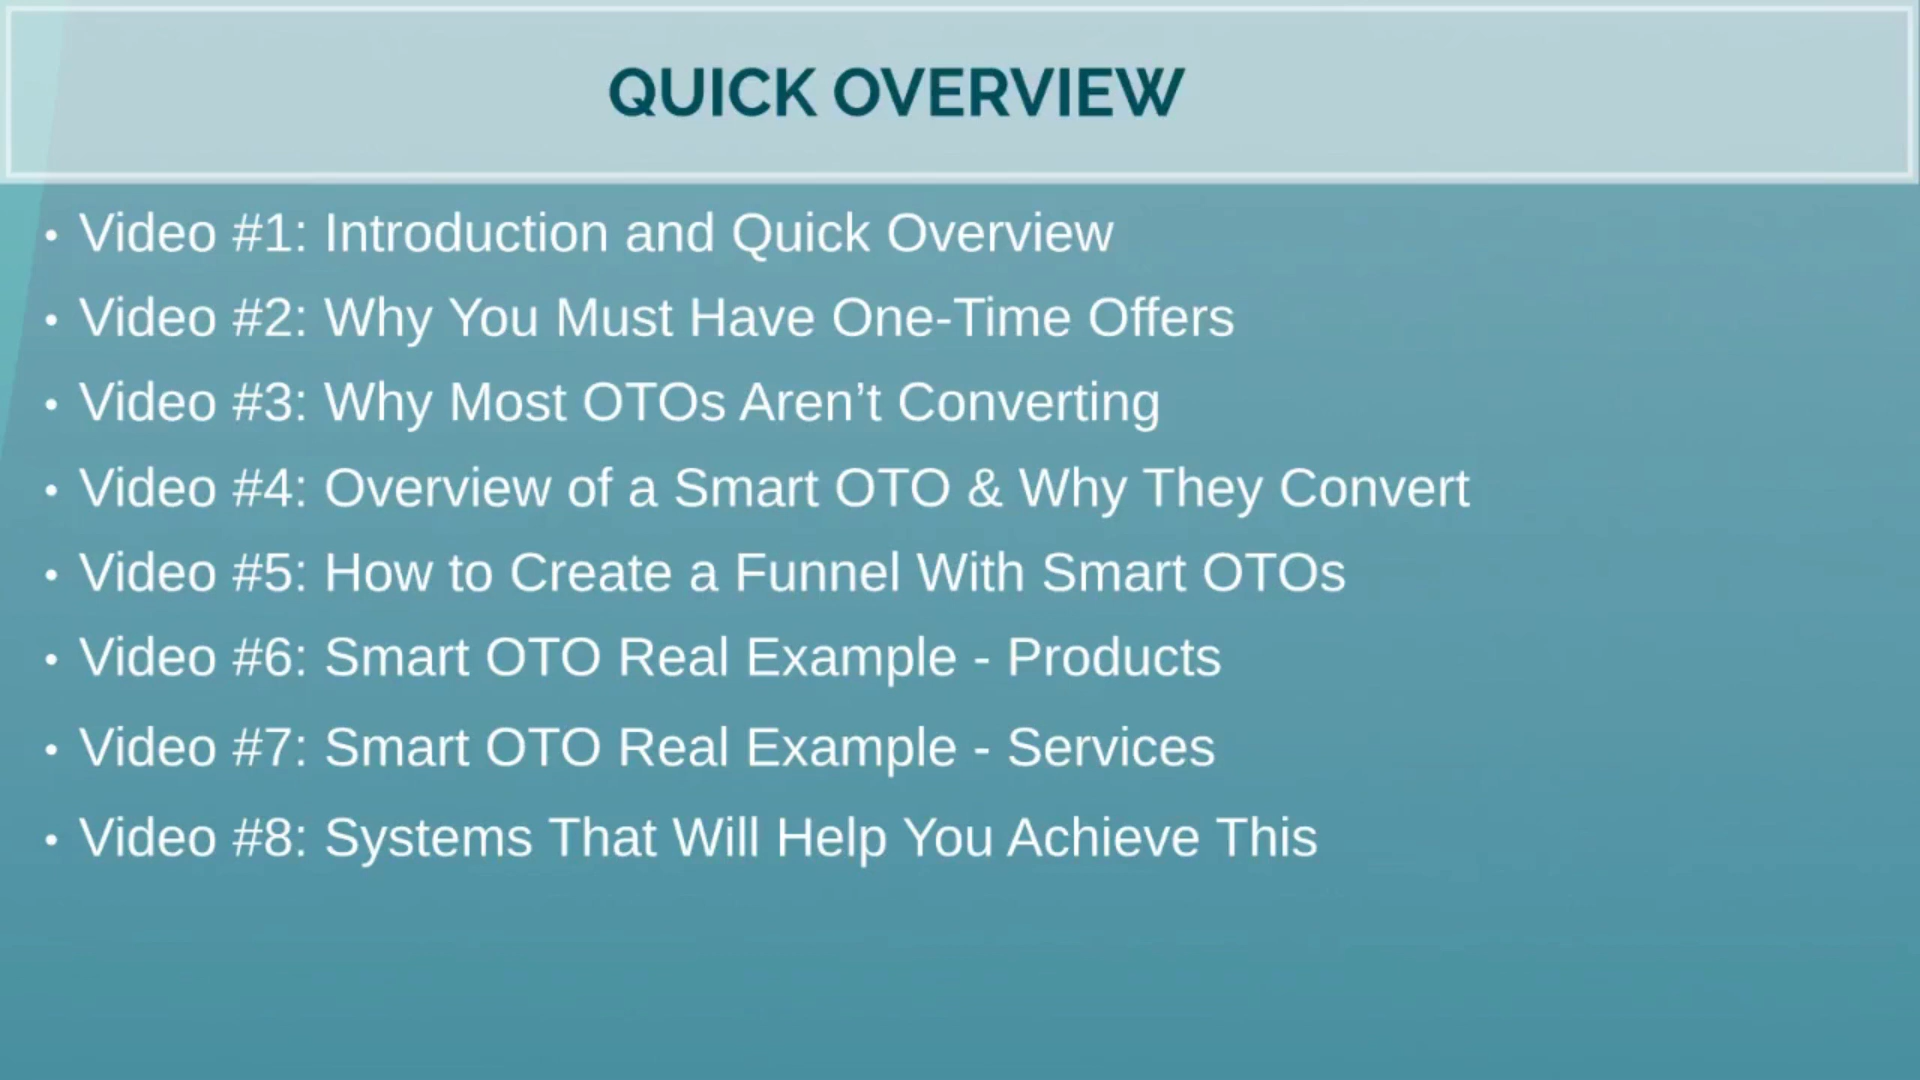 QUICK OVERVIEW
• Video #1: Introduction and Quick Overview
• Video #2: Why You Must Have One-Time Offers
• Video #3: Why Most OTOs Aren’t Converting
• Video #4: Overview of a Smart OTO & Why They Convert
• Video #5: How to Create a Funnel With Smart OTOs
• Video #6: Smart OTO Real Example - Products
• Video #7: Smart OTO Real Example - Services
• Video #8: Systems That Will Help You Achieve This